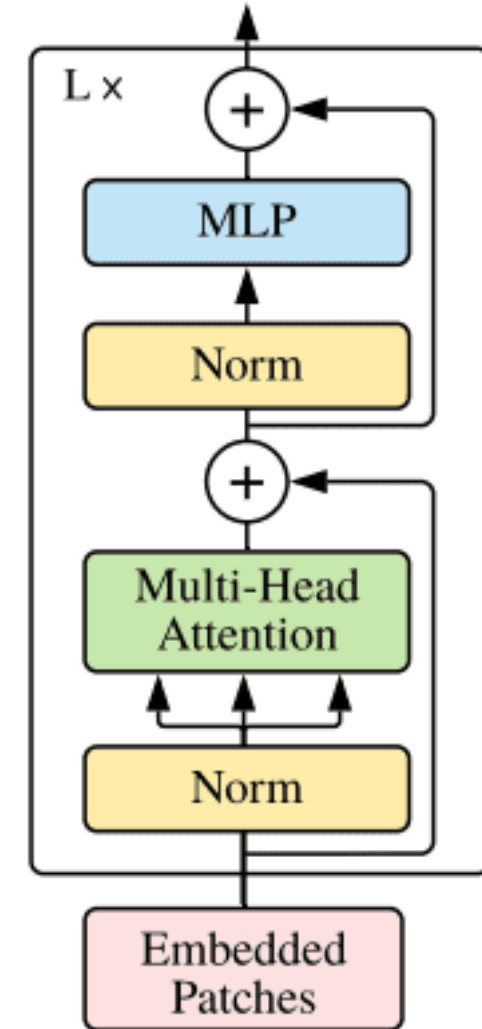 L ×
+
MLP
Norm
+
Multi-Head
Attention
Norm
Embedded
Patches